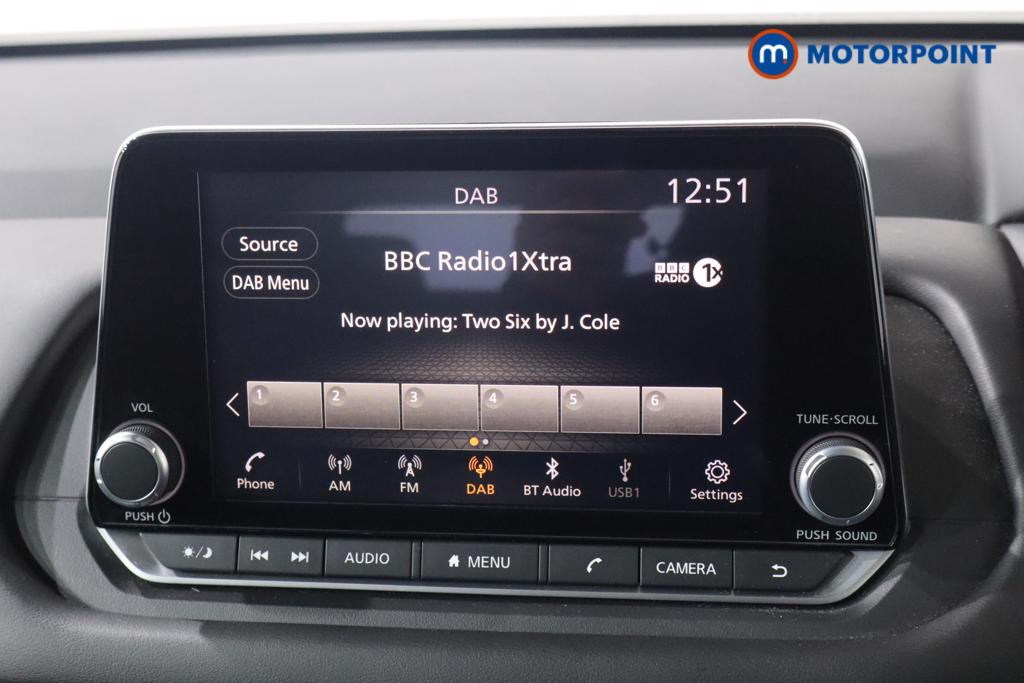 m MOTORPOINT
DAB 12:51
Source
BBC Radio1Xtra
BBC
RADIO 1X
DAB Menu
Now playing: Two Six by J. Cole
1 2 3 4 5 6
VOL
TUNE·SCROLL
Phone AM FM DAB BT Audio USB1 Settings
PUSH
PUSH SOUND
AUDIO MENU CAMERA